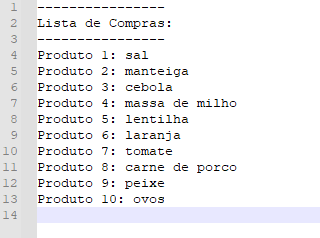 1 ----------------
2 Lista de Compras:
3 ----------------
4 Produto 1: sal
5 Produto 2: manteiga
6 Produto 3: cebola
7 Produto 4: massa de milho
8 Produto 5: lentilha
9 Produto 6: laranja
10 Produto 7: tomate
11 Produto 8: carne de porco
12 Produto 9: peixe
13 Produto 10: ovos
14